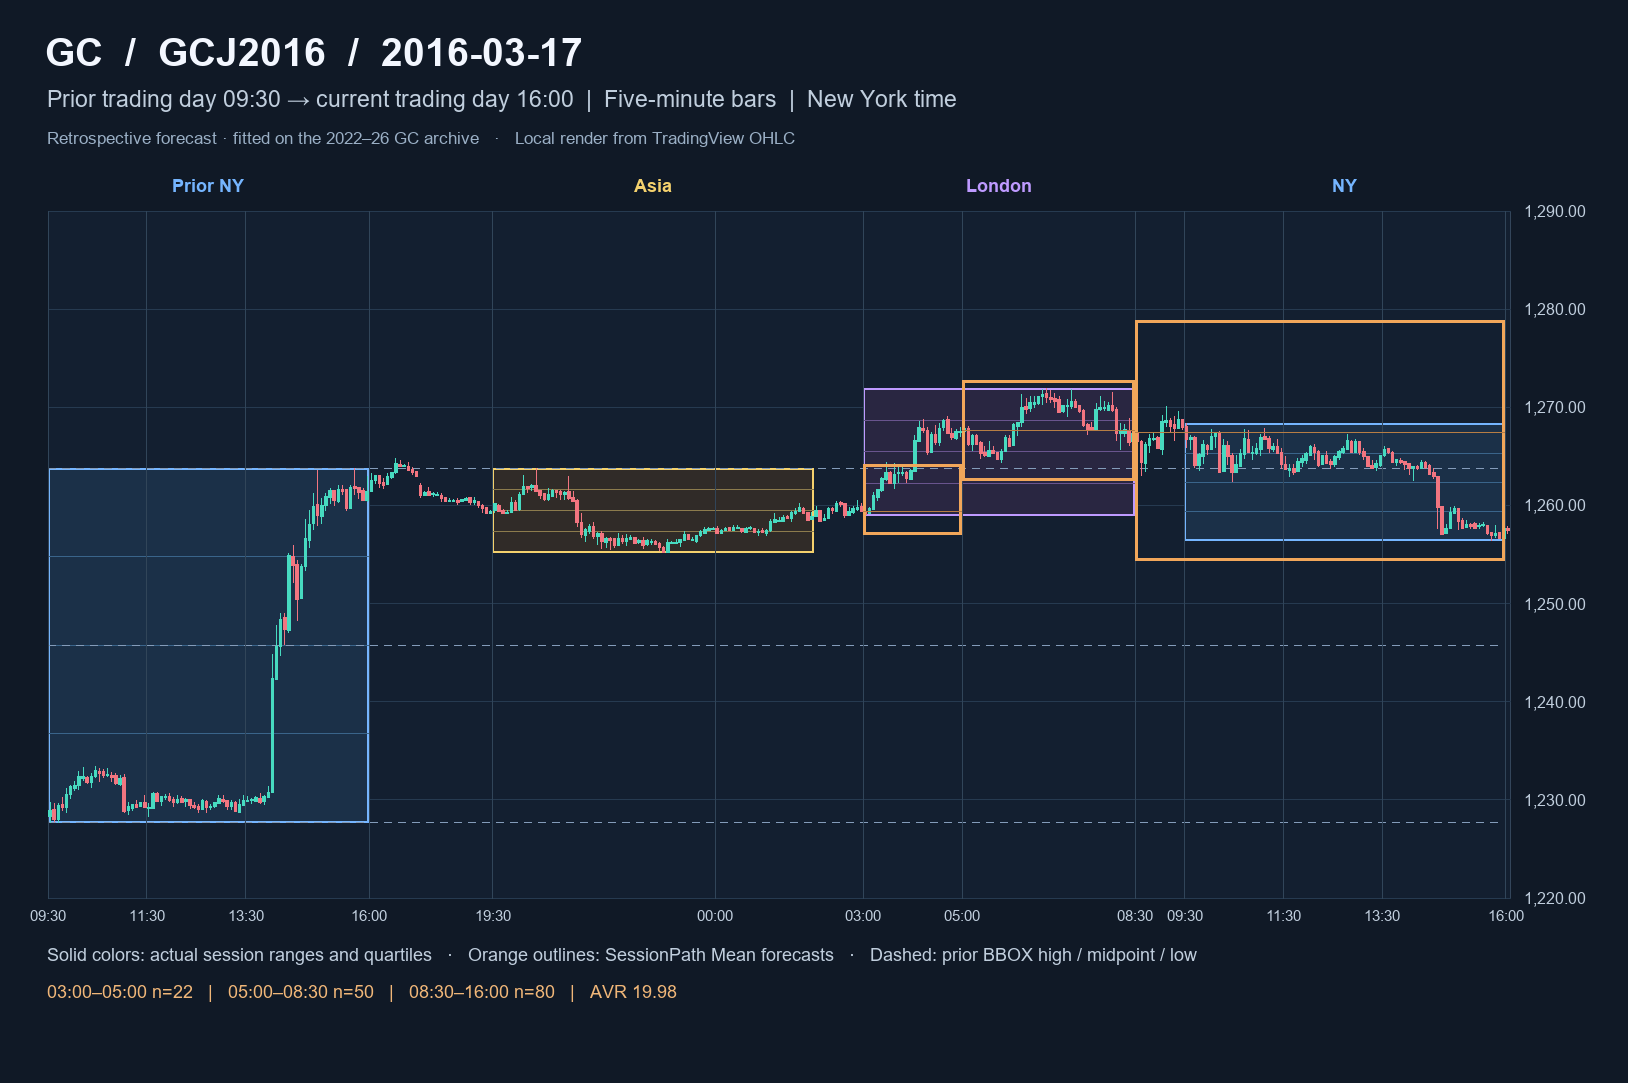 GC / GCJ2016 / 2016-03-17
Prior trading day 09:30 → current trading day 16:00 | Five-minute bars | New York time
Retrospective forecast · fitted on the 2022–26 GC archive · Local render from TradingView OHLC
Prior NY Asia London NY
1,290.00
1,280.00
1,270.00
1,260.00
1,250.00
1,240.00
1,230.00
1,220.00
09:30 11:30 13:30 16:00 19:30 00:00 03:00 05:00 08:30 09:30 11:30 13:30 16:00
Solid colors: actual session ranges and quartiles · Orange outlines: SessionPath Mean forecasts · Dashed: prior BBOX high / midpoint / low
03:00–05:00 n=22 | 05:00–08:30 n=50 | 08:30–16:00 n=80 | AVR 19.98